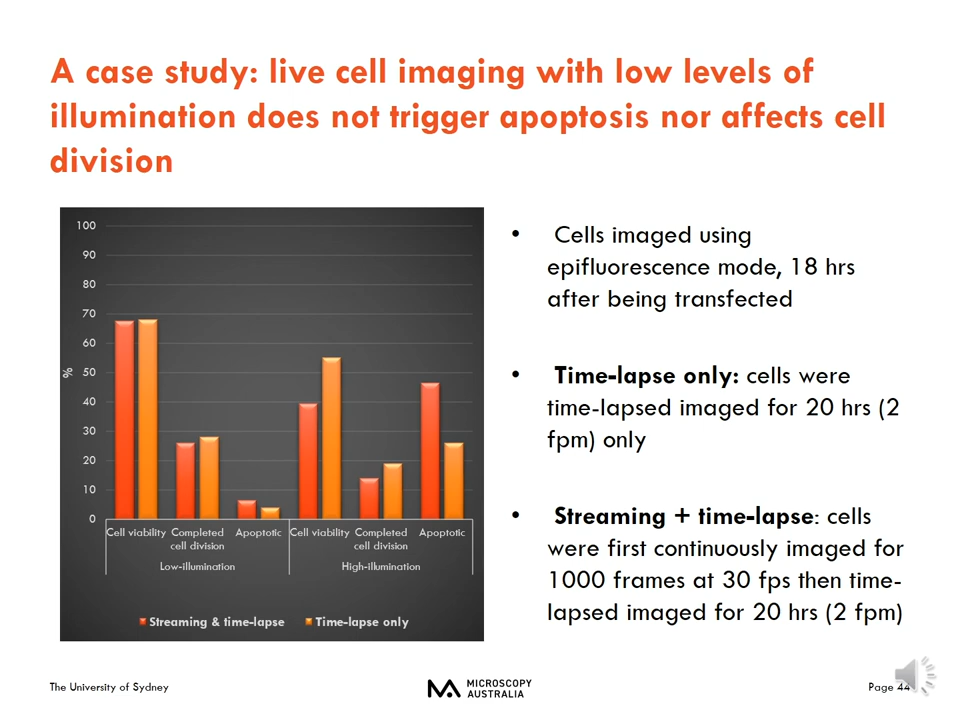 A case study: live cell imaging with low levels of
illumination does not trigger apoptosis nor affects cell
division
100
90
80
70
60
50
40
30
20
10
0
%
Cell viability
Completed
cell division
Apoptotic
Cell viability
Completed
cell division
Apoptotic
Low-illumination
High-illumination
Streaming & time-lapse
Time-lapse only
• Cells imaged using
epifluorescence mode, 18 hrs
after being transfected
• Time-lapse only: cells were
time-lapsed imaged for 20 hrs (2
fpm) only
• Streaming + time-lapse: cells
were first continuously imaged for
1000 frames at 30 fps then time-
lapsed imaged for 20 hrs (2 fpm)
The University of Sydney
MICROSCOPY
AUSTRALIA
Page 44